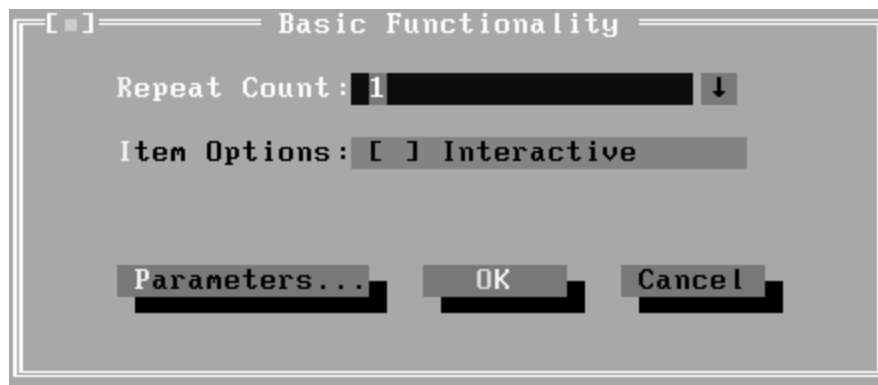 [■] Basic Functionality
Repeat Count: 1 ↓
Item Options: [ ] Interactive
Parameters... OK Cancel